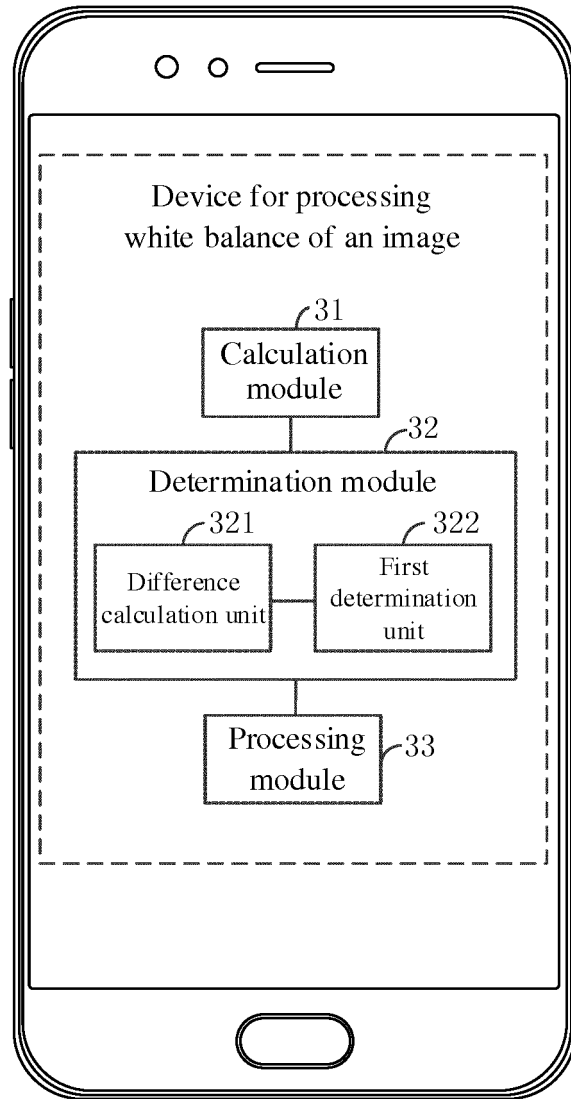 Device for processing
white balance of an image
31
Calculation
module
32
Determination module
321
322
Difference
calculation unit
First
determination
unit
Processing
module
33